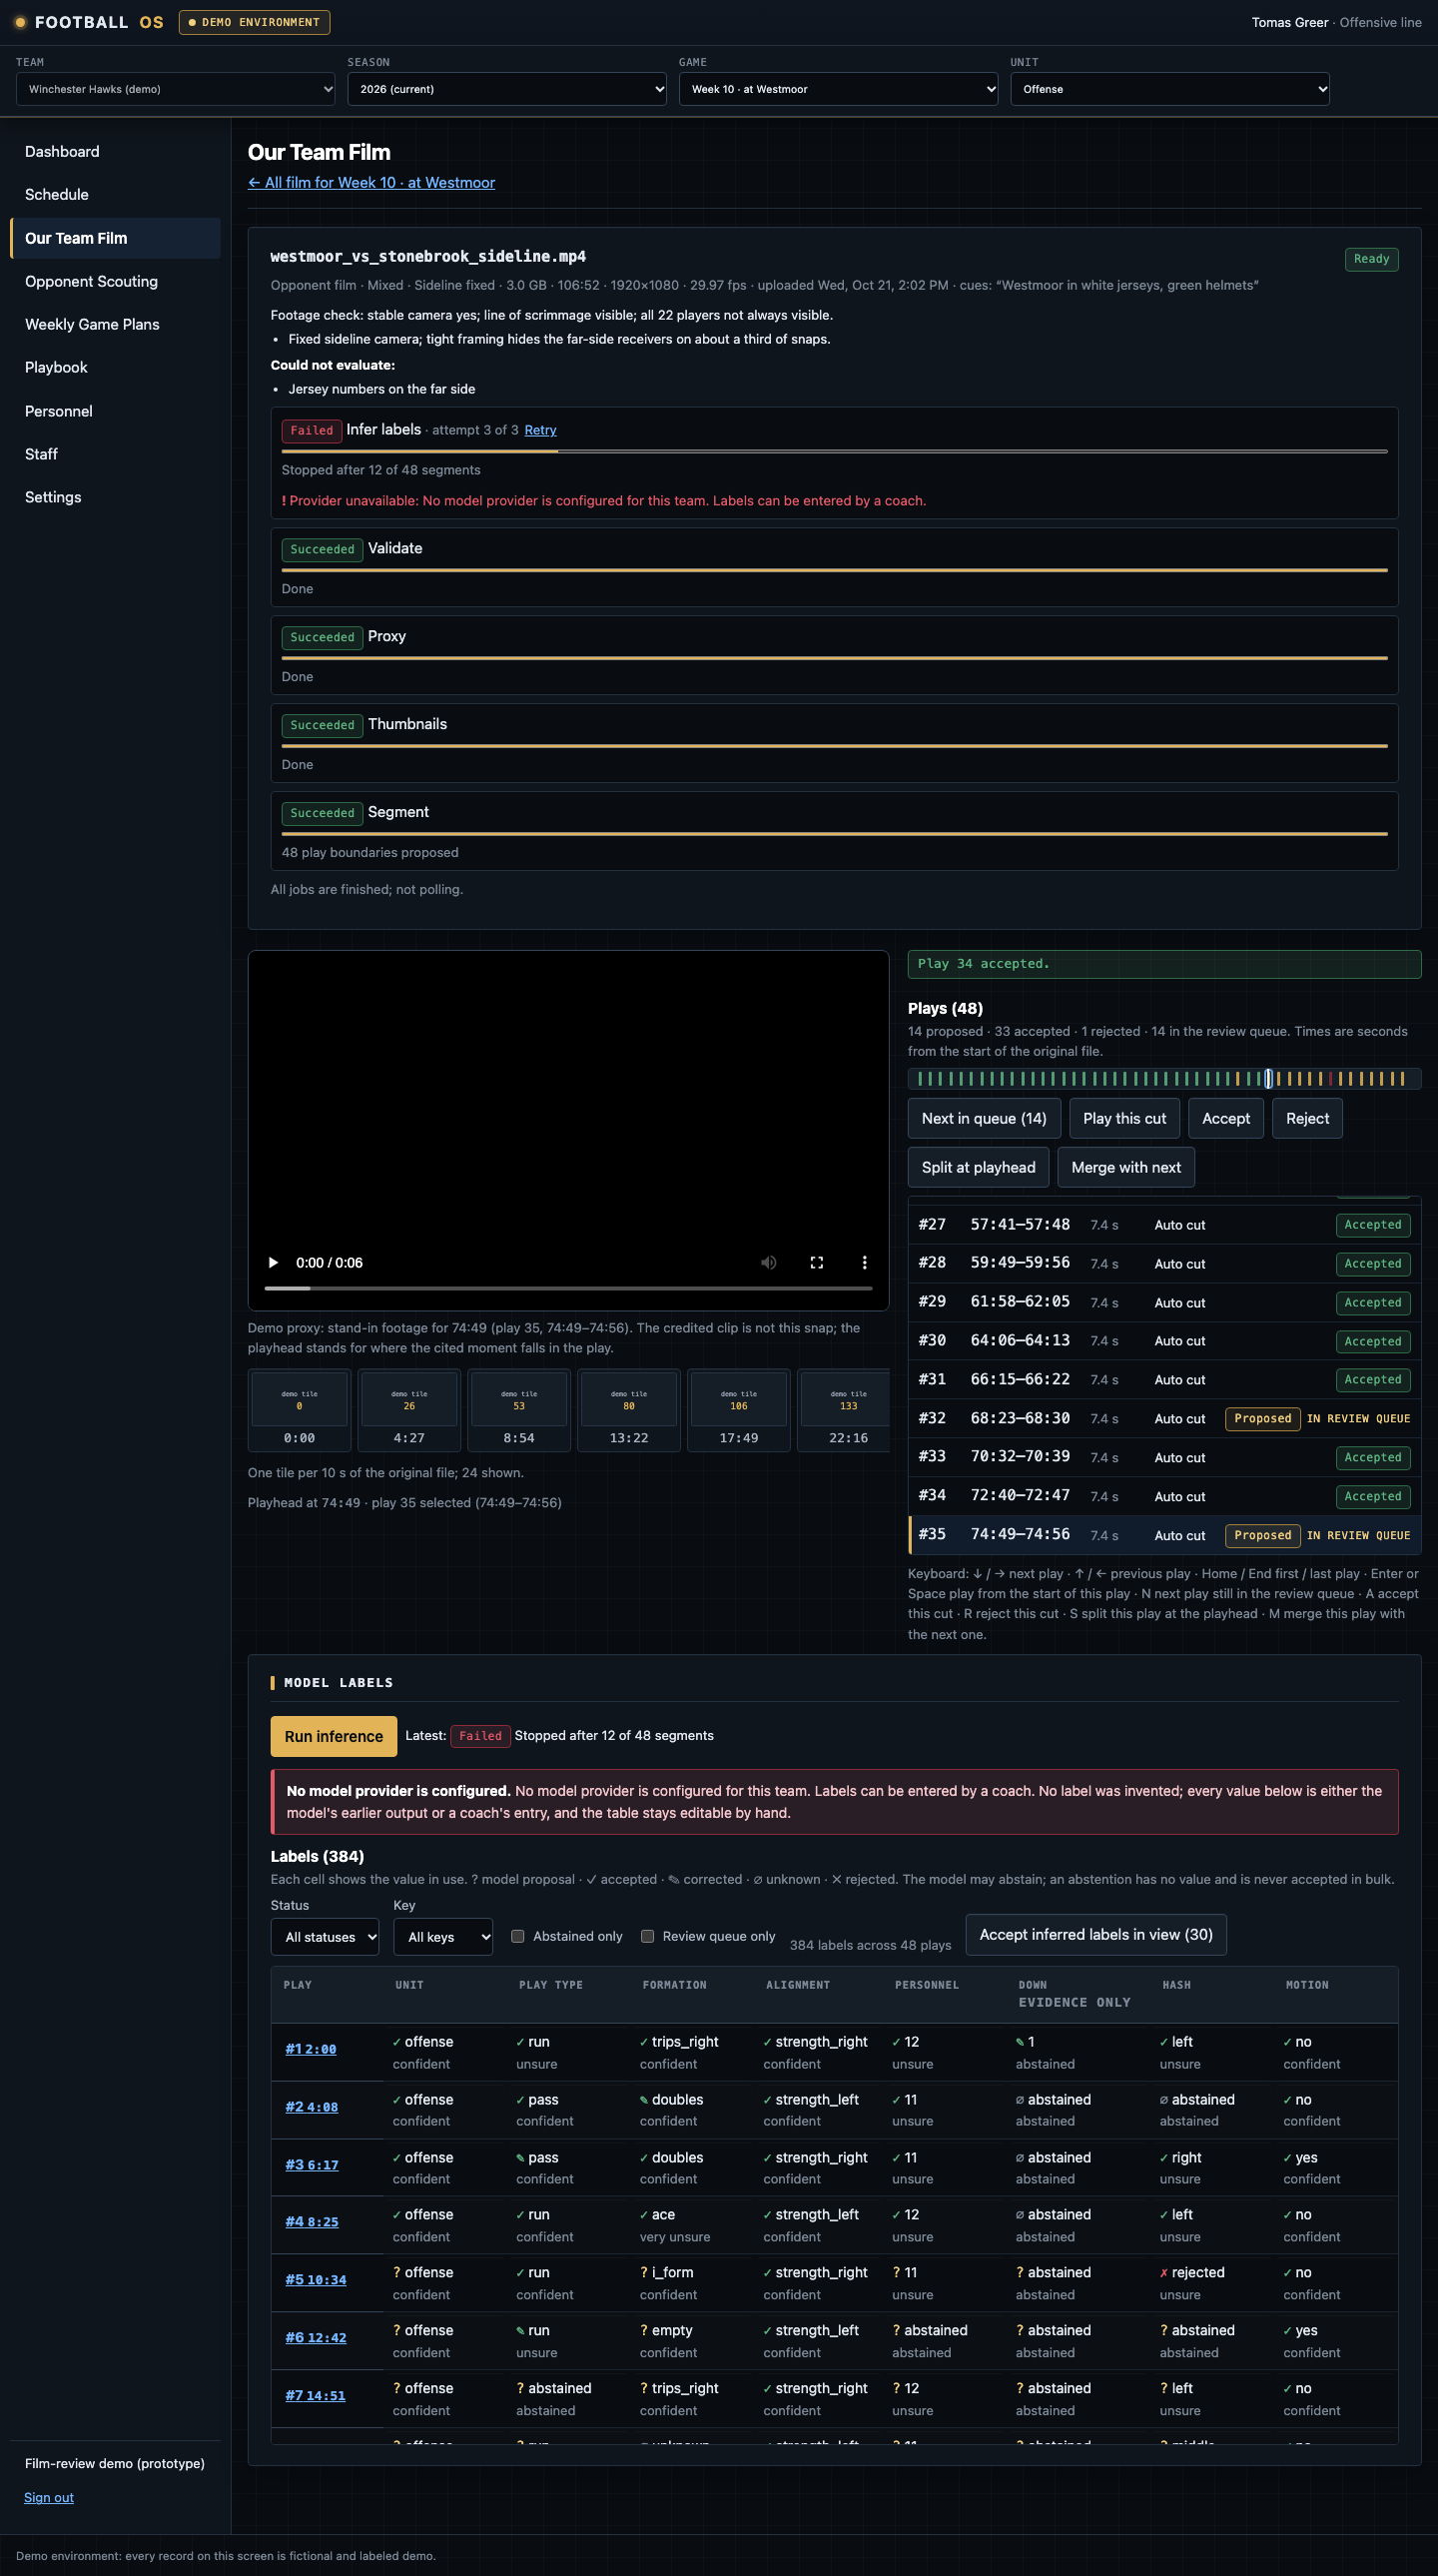 FOOTBALL OS
DEMO ENVIRONMENT
Tomas Greer · Offensive line
TEAM
Winchester Hawks (demo)
SEASON
2026 (current)
GAME
Week 10 · at Westmoor
UNIT
Offense
Dashboard
Schedule
Our Team Film
Opponent Scouting
Weekly Game Plans
Playbook
Personnel
Staff
Settings
Our Team Film
← All film for Week 10 · at Westmoor
westmoor_vs_stonebrook_sideline.mp4
Ready
Opponent film · Mixed · Sideline fixed · 3.0 GB · 106:52 · 1920×1080 · 29.97 fps · uploaded Wed, Oct 21, 2:02 PM · cues: “Westmoor in white jerseys, green helmets”
Footage check: stable camera yes; line of scrimmage visible; all 22 players not always visible.
• Fixed sideline camera; tight framing hides the far-side receivers on about a third of snaps.
Could not evaluate:
• Jersey numbers on the far side
Failed Infer labels · attempt 3 of 3 Retry
Stopped after 12 of 48 segments
! Provider unavailable: No model provider is configured for this team. Labels can be entered by a coach.
Succeeded Validate
Done
Succeeded Proxy
Done
Succeeded Thumbnails
Done
Succeeded Segment
48 play boundaries proposed
All jobs are finished; not polling.
0:00 / 0:06
Demo proxy: stand-in footage for 74:49 (play 35, 74:49–74:56). The credited clip is not this snap; the
playhead stands for where the cited moment falls in the play.
demo tile
0
0:00
demo tile
26
4:27
demo tile
53
8:54
demo tile
80
13:22
demo tile
106
17:49
demo tile
133
22:16
One tile per 10 s of the original file; 24 shown.
Playhead at 74:49 · play 35 selected (74:49–74:56)
Play 34 accepted.
Plays (48)
14 proposed · 33 accepted · 1 rejected · 14 in the review queue. Times are seconds
from the start of the original file.
Next in queue (14)
Play this cut
Accept
Reject
Split at playhead
Merge with next
#27 57:41–57:48 7.4 s Auto cut Accepted
#28 59:49–59:56 7.4 s Auto cut Accepted
#29 61:58–62:05 7.4 s Auto cut Accepted
#30 64:06–64:13 7.4 s Auto cut Accepted
#31 66:15–66:22 7.4 s Auto cut Accepted
#32 68:23–68:30 7.4 s Auto cut Proposed IN REVIEW QUEUE
#33 70:32–70:39 7.4 s Auto cut Accepted
#34 72:40–72:47 7.4 s Auto cut Accepted
#35 74:49–74:56 7.4 s Auto cut Proposed IN REVIEW QUEUE
Keyboard: ↓ / → next play · ↑ / ← previous play · Home / End first / last play · Enter or
Space play from the start of this play · N next play still in the review queue · A accept
this cut · R reject this cut · S split this play at the playhead · M merge this play with
the next one.
MODEL LABELS
Run inference
Latest: Failed Stopped after 12 of 48 segments
No model provider is configured. No model provider is configured for this team. Labels can be entered by a coach. No label was invented; every value below is either the
model's earlier output or a coach's entry, and the table stays editable by hand.
Labels (384)
Each cell shows the value in use. ? model proposal · ✓ accepted · ✎ corrected · ∅ unknown · ✕ rejected. The model may abstain; an abstention has no value and is never accepted in bulk.
Status
All statuses
Key
All keys
Abstained only
Review queue only
384 labels across 48 plays
Accept inferred labels in view (30)
PLAY UNIT PLAY TYPE FORMATION ALIGNMENT PERSONNEL DOWN HASH MOTION
EVIDENCE ONLY
#1 2:00 ✓ offense ✓ run ✓ trips_right ✓ strength_right ✓ 12 ✎ 1 ✓ left ✓ no
confident unsure confident confident unsure abstained unsure confident
#2 4:08 ✓ offense ✓ pass ✎ doubles ✓ strength_left ✓ 11 ∅ abstained ∅ abstained ✓ no
confident confident confident confident unsure abstained abstained confident
#3 6:17 ✓ offense ✎ pass ✓ doubles ✓ strength_right ✓ 11 ∅ abstained ✓ right ✓ yes
confident confident confident confident unsure abstained unsure confident
#4 8:25 ✓ offense ✓ run ✓ ace ✓ strength_left ✓ 12 ∅ abstained ✓ left ✓ no
confident confident very unsure confident unsure abstained unsure confident
#5 10:34 ? offense ✓ run ? i_form ✓ strength_right ? 11 ? abstained ✗ rejected ✓ no
confident confident confident confident unsure abstained unsure confident
#6 12:42 ? offense ✎ run ? empty ✓ strength_left ? abstained ? abstained ? abstained ✓ yes
confident unsure confident confident abstained abstained abstained confident
#7 14:51 ? offense ? abstained ? trips_right ✓ strength_right ? 12 ? abstained ? left ✓ no
confident abstained confident confident unsure abstained unsure confident
Film-review demo (prototype)
Sign out
Demo environment: every record on this screen is fictional and labeled demo.